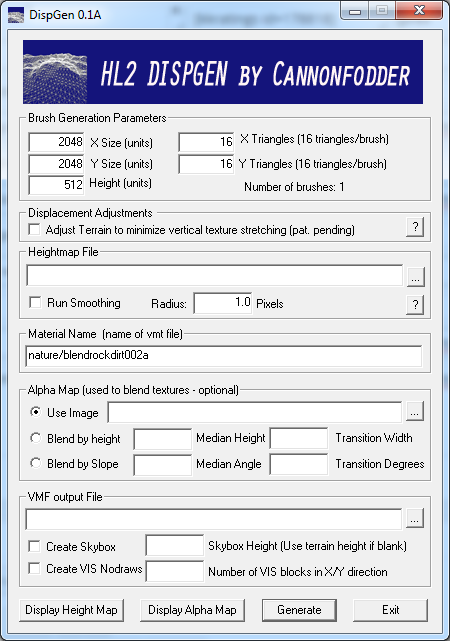 DispGen 0.1A
HL2 DISPGEN BY CANNONFODDER
Brush Generation Parameters
2048 X Size (units) 16 X Triangles (16 triangles/brush)
2048 Y Size (units) 16 Y Triangles (16 triangles/brush)
512 Height (units) Number of brushes: 1
Displacement Adjustments
Adjust Terrain to minimize vertical texture stretching (pat. pending) ?
Heightmap File
...
Run Smoothing Radius: 1.0 Pixels ?
Material Name (name of vmt file)
nature/blendrockdirt002a
Alpha Map (used to blend textures - optional)
Use Image ...
Blend by height Median Height Transition Width
Blend by Slope Median Angle Transition Degrees
VMF output File
...
Create Skybox Skybox Height (Use terrain height if blank)
Create VIS Nodraws Number of VIS blocks in X/Y direction
Display Height Map Display Alpha Map Generate Exit